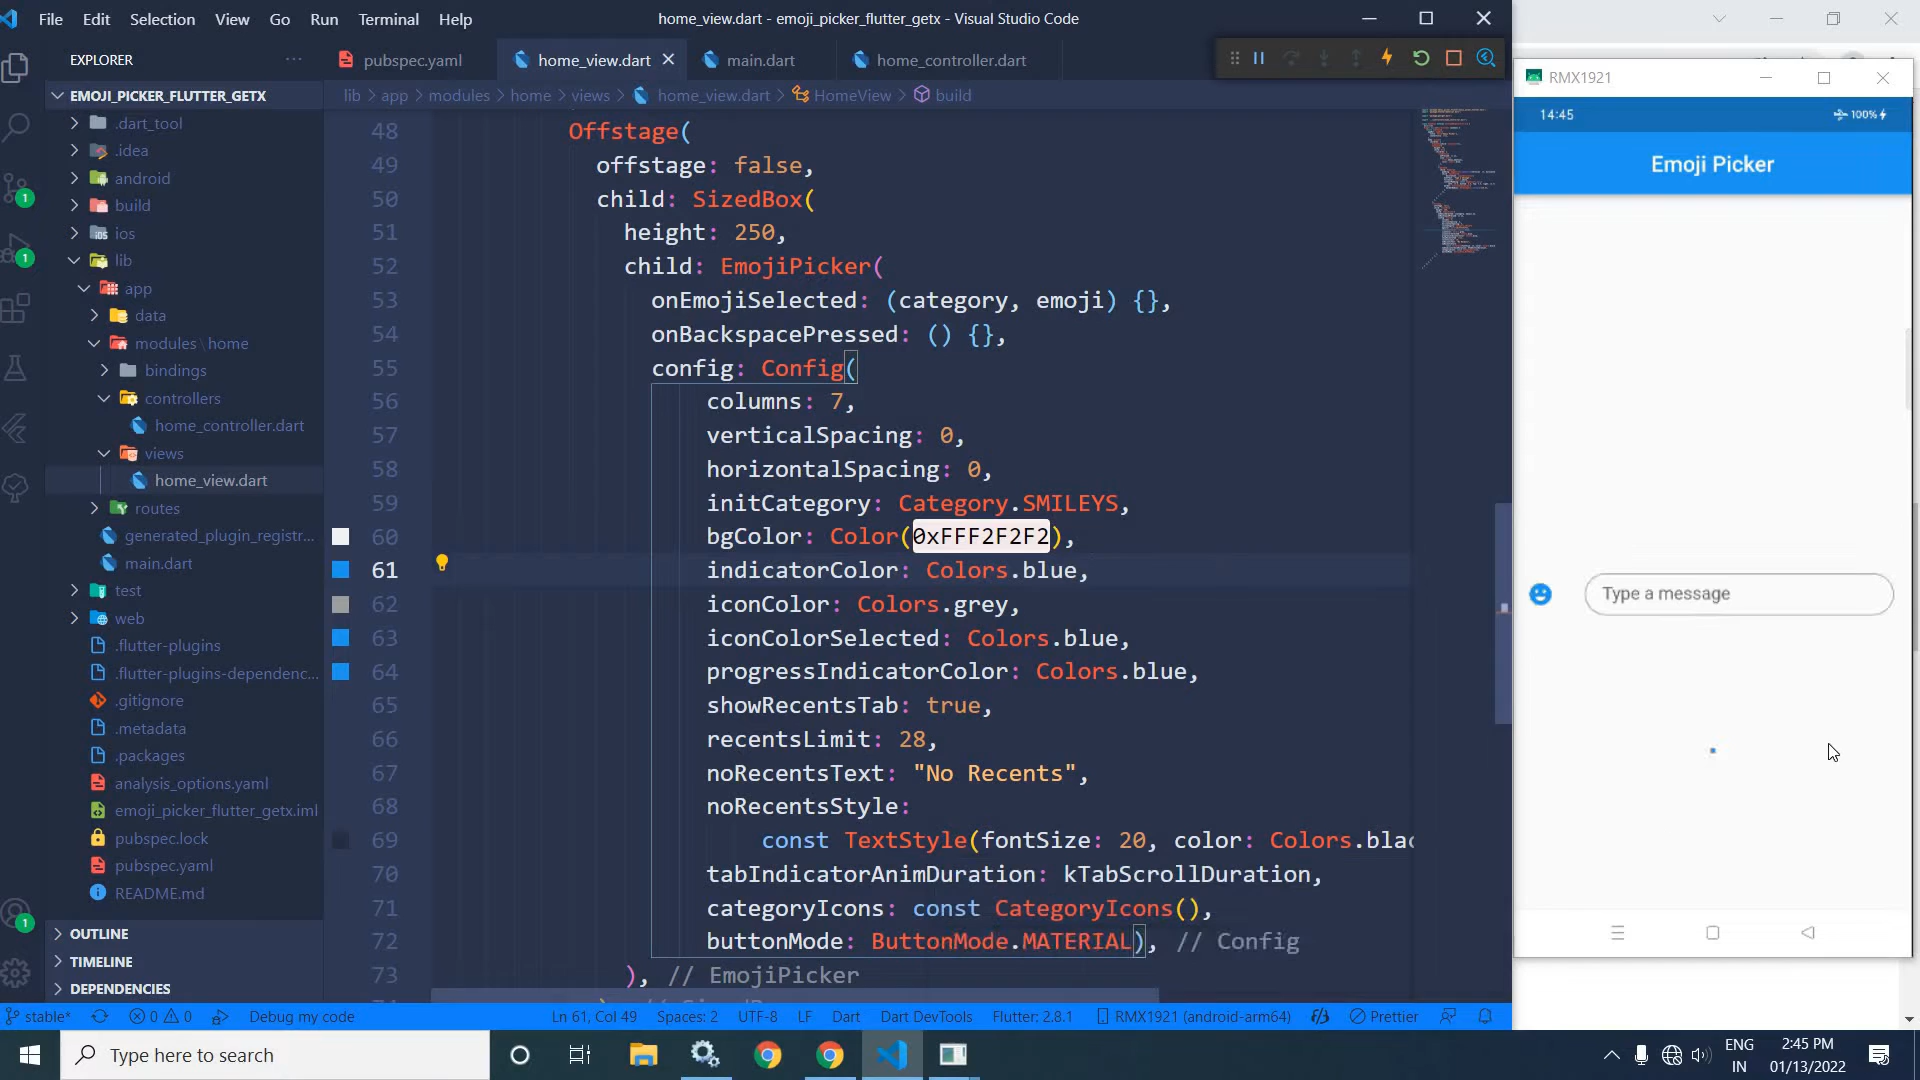 File Edit Selection View Go Run Terminal Help
home_view.dart - emoji_picker_flutter_getx - Visual Studio Code
EXPLORER
pubspec.yaml
home_view.dart
main.dart
home_controller.dart
EMOJI_PICKER_FLUTTER_GETX
lib > app > modules > home > views > home_view.dart > HomeView > build
.dart_tool
.idea
android
build
ios
lib
app
data
modules \ home
bindings
controllers
home_controller.dart
views
home_view.dart
routes
generated_plugin_registr...
main.dart
test
web
.flutter-plugins
.flutter-plugins-dependenc...
.gitignore
.metadata
.packages
analysis_options.yaml
emoji_picker_flutter_getx.iml
pubspec.lock
pubspec.yaml
README.md
OUTLINE
TIMELINE
DEPENDENCIES
1
1
1
48 Offstage(
49 offstage: false,
50 child: SizedBox(
51 height: 250,
52 child: EmojiPicker(
53 onEmojiSelected: (category, emoji) {},
54 onBackspacePressed: () {},
55 config: Config(
56 columns: 7,
57 verticalSpacing: 0,
58 horizontalSpacing: 0,
59 initCategory: Category.SMILEYS,
60 bgColor: Color(0xFFF2F2F2),
61 indicatorColor: Colors.blue,
62 iconColor: Colors.grey,
63 iconColorSelected: Colors.blue,
64 progressIndicatorColor: Colors.blue,
65 showRecentsTab: true,
66 recentsLimit: 28,
67 noRecentsText: "No Recents",
68 noRecentsStyle:
69 const TextStyle(fontSize: 20, color: Colors.blac
70 tabIndicatorAnimDuration: kTabScrollDuration,
71 categoryIcons: const CategoryIcons(),
72 buttonMode: ButtonMode.MATERIAL), // Config
73 ), // EmojiPicker
RMX1921
14:45
100%
Emoji Picker
Type a message
stable* 0 0 Debug my code Ln 61, Col 49 Spaces: 2 UTF-8 LF Dart Dart DevTools Flutter: 2.8.1 RMX1921 (android-arm64) Prettier
Type here to search
ENG
IN
2:45 PM
01/13/2022